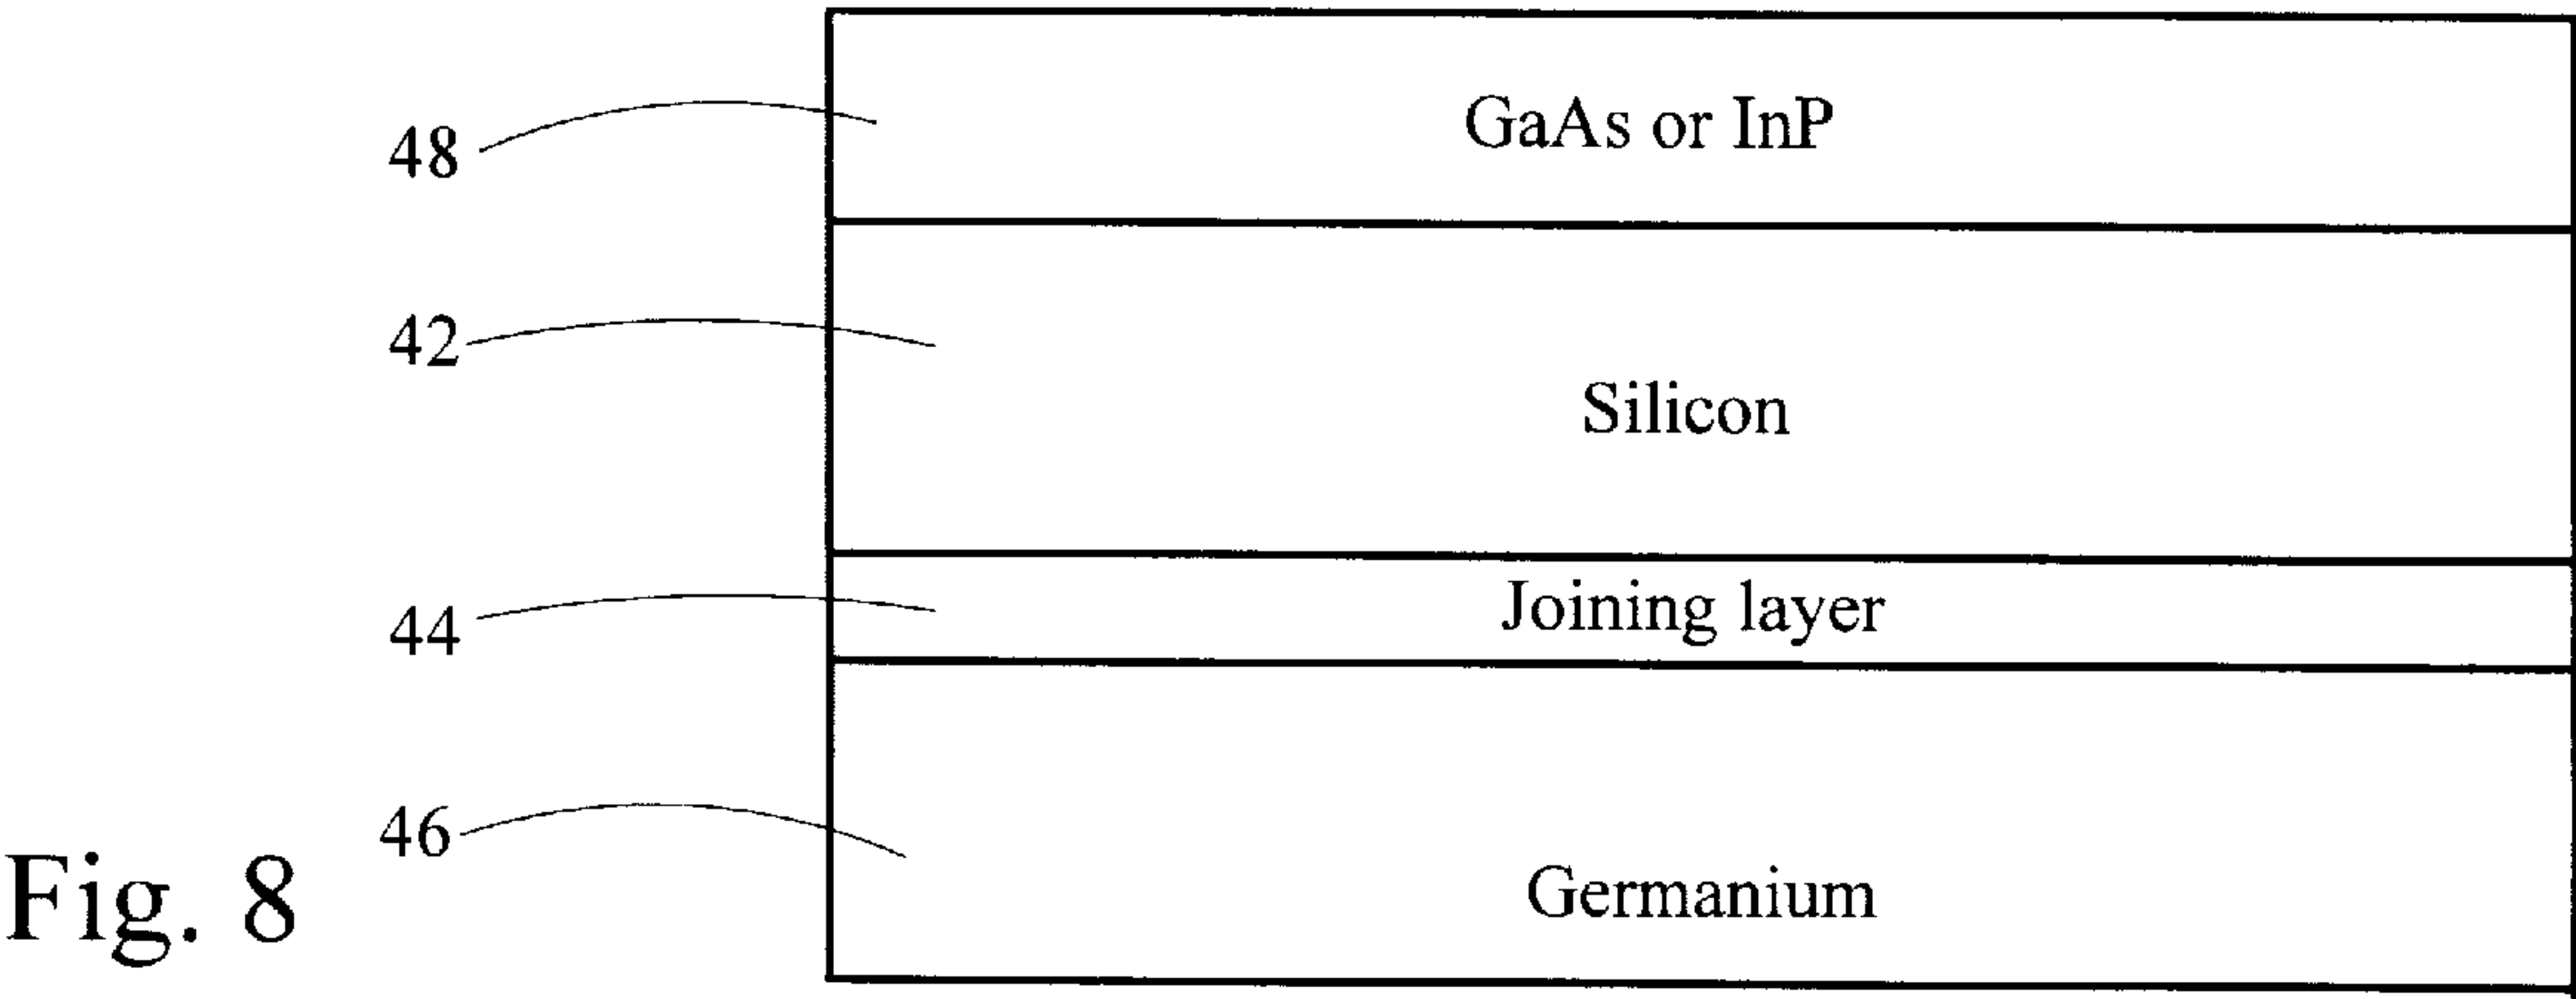 GaAs or InP
48
42
Silicon
Joining layer
44
46
Germanium
Fig. 8